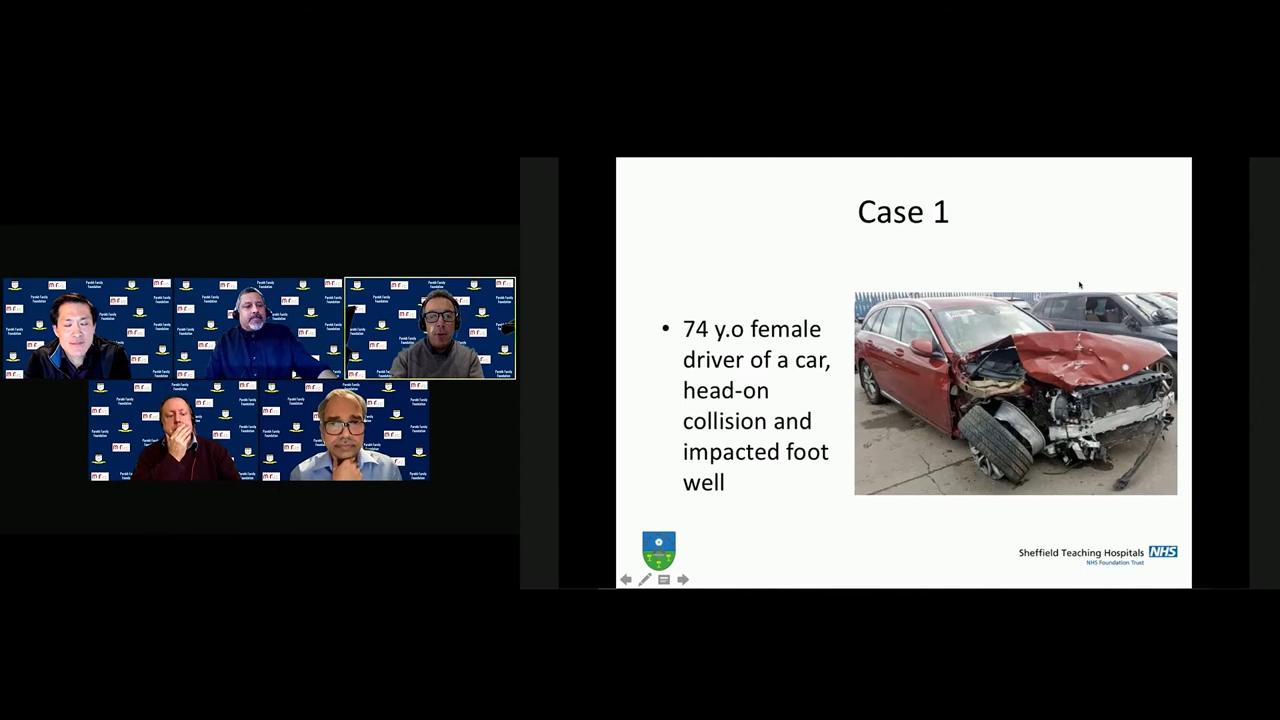 Case 1
• 74 y.o female
driver of a car,
head-on
collision and
impacted foot
well
Sheffield Teaching Hospitals NHS
NHS Foundation Trust